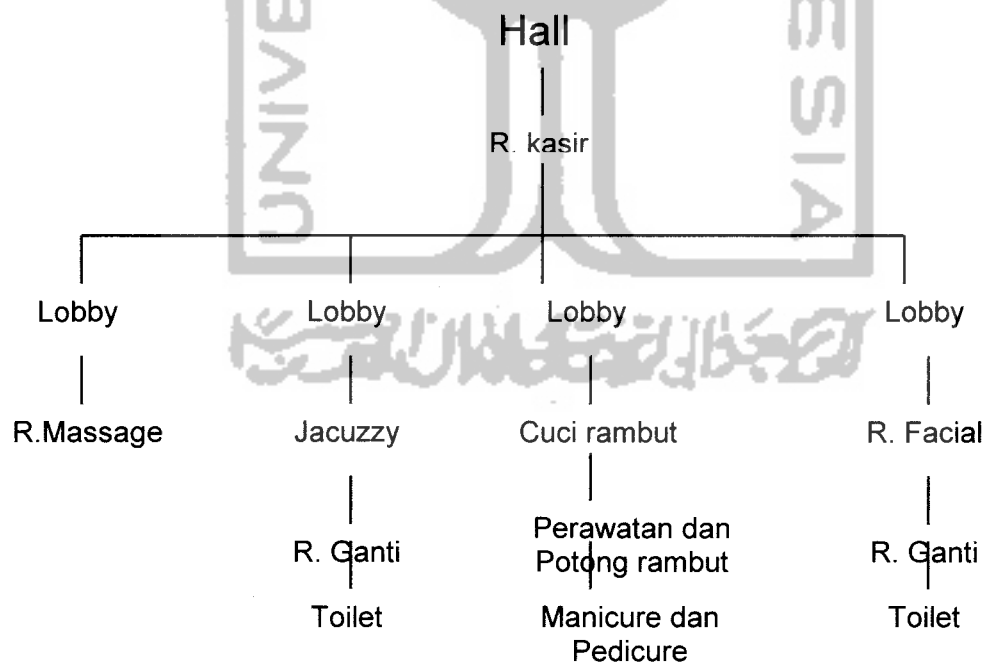 Hall
R. kasir
Lobby Lobby Lobby Lobby
R.Massage Jacuzzy Cuci rambut R. Facial
Perawatan dan
R. Ganti Potong rambut R. Ganti
Toilet Manicure dan Toilet
Pedicure